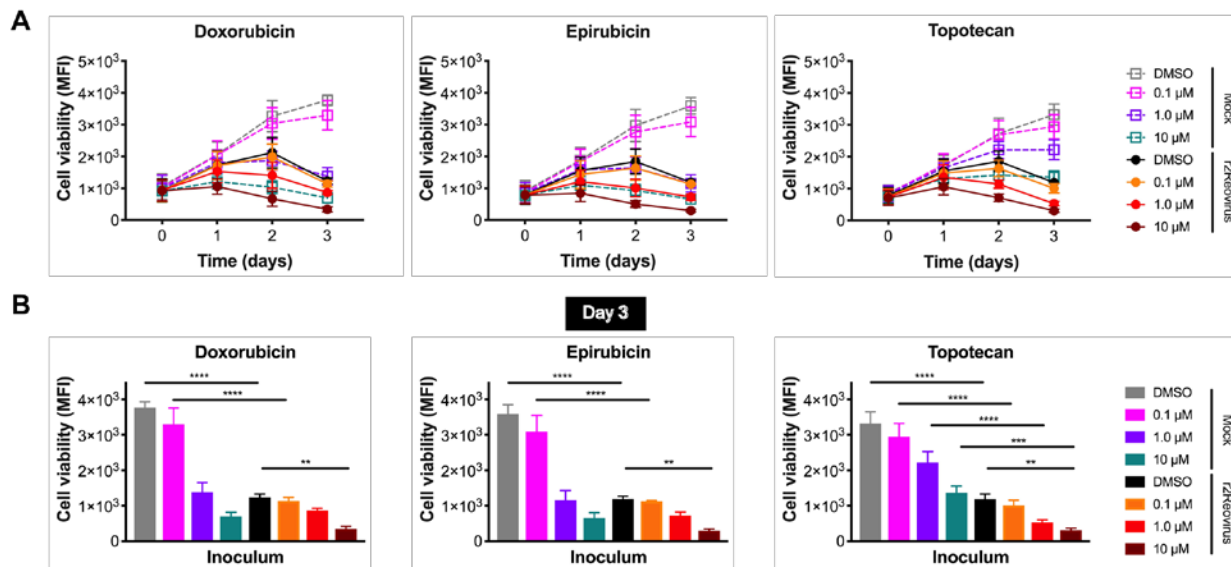 A
Doxorubicin
Epirubicin
Topotecan
Cell viability (MFI)
5×10³
4×10³
3×10³
2×10³
1×10³
0
0 1 2 3
Time (days)
Cell viability (MFI)
5×10³
4×10³
3×10³
2×10³
1×10³
0
0 1 2 3
Time (days)
Cell viability (MFI)
5×10³
4×10³
3×10³
2×10³
1×10³
0
0 1 2 3
Time (days)
DMSO
0.1 µM
1.0 µM
10 µM
Mock
DMSO
0.1 µM
1.0 µM
10 µM
r2Reovirus
B
Day 3
Doxorubicin
Epirubicin
Topotecan
Cell viability (MFI)
4×10³
3×10³
2×10³
1×10³
0
****
****
**
Inoculum
Cell viability (MFI)
4×10³
3×10³
2×10³
1×10³
0
****
****
**
Inoculum
Cell viability (MFI)
4×10³
3×10³
2×10³
1×10³
0
****
****
****
***
**
Inoculum
DMSO
0.1 µM
1.0 µM
10 µM
Mock
DMSO
0.1 µM
1.0 µM
10 µM
r2Reovirus